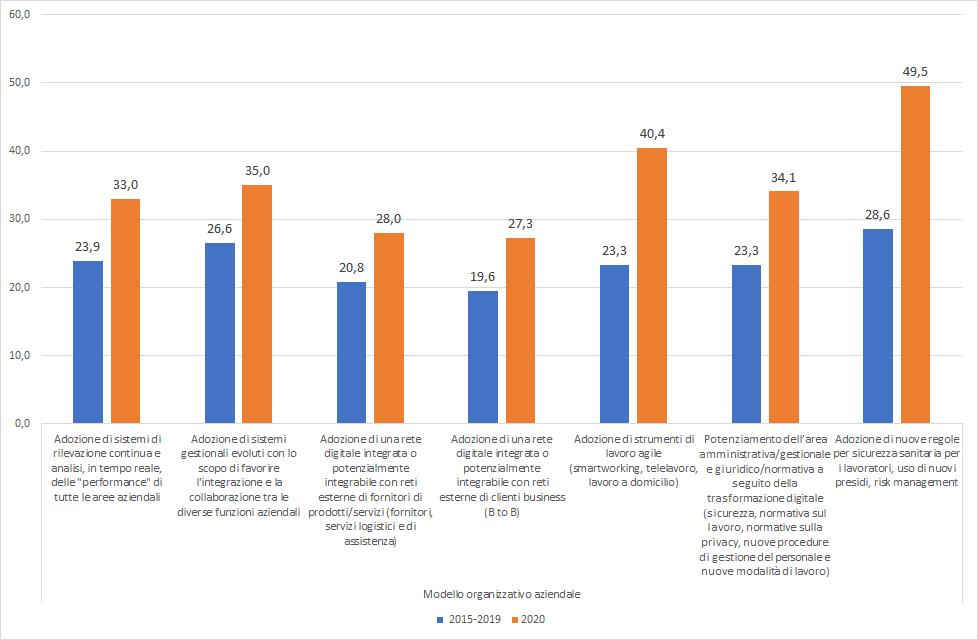 60,0
50,0
40,0
30,0
20,0
10,0
0,0
23,9
33,0
26,6
35,0
20,8
28,0
19,6
27,3
23,3
40,4
23,3
34,1
28,6
49,5
Adozione di sistemi di
rilevazione continua e
analisi, in tempo reale,
delle "performance" di
tutte le aree aziendali
Adozione di sistemi
gestionali evoluti con lo
scopo di favorire
l'integrazione e la
collaborazione tra le
diverse funzioni aziendali
Adozione di una rete
digitale integrata o
potenzialmente
integrabile con reti
esterne di fornitori di
prodotti/servizi (fornitori,
servizi logistici e di
assistenza)
Adozione di una rete
digitale integrata o
potenzialmente
integrabile con reti
esterne di clienti business
(B to B)
Adozione di strumenti di
lavoro agile
(smartworking, telelavoro,
lavoro a domicilio)
Potenziamento dell’area
amministrativa/gestionale
e giuridico/normativa a
seguito della
trasformazione digitale
(sicurezza, normativa sul
lavoro, normative sulla
privacy, nuove procedure
di gestione del personale e
nuove modalità di lavoro)
Adozione di nuove regole
per sicurezza sanitaria per
i lavoratori, uso di nuovi
presidi, risk management
Modello organizzativo aziendale
2015-2019
2020